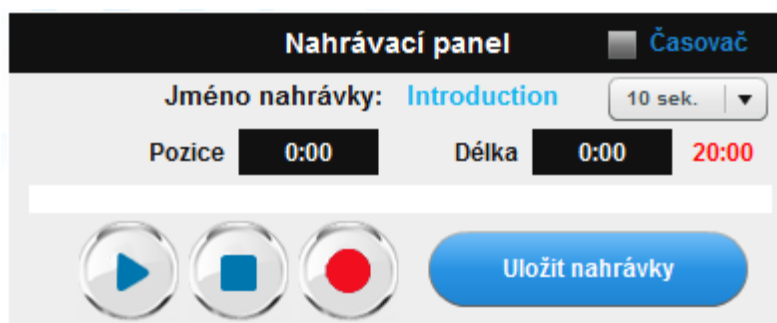 Nahrávací panel Časovač
Jméno nahrávky: Introduction 10 sek.
Pozice 0:00 Délka 0:00 20:00
Uložit nahrávky